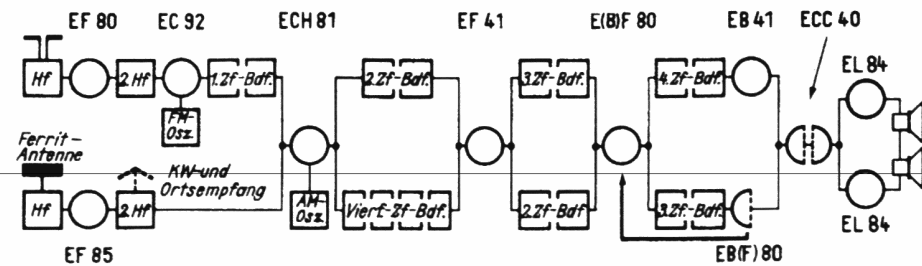 EF 80
EC 92
ECH 81
EF 41
E(B)F 80
EB 41
ECC 40
EL 84
Hf
2.Hf
1.Zf-Bdf.
2.Zf-Bdf.
3.Zf-Bdf.
4.Zf-Bdf.
FM-
Osz.
Ferrit-
Antenne
KW-und
Ortsempfang
Hf
2.Hf
AM-
Osz.
Vierf.-Zf-Bdf.
2.Zf-Bdf
3.Zf-Bdf.
EL 84
EF 85
EB(F) 80